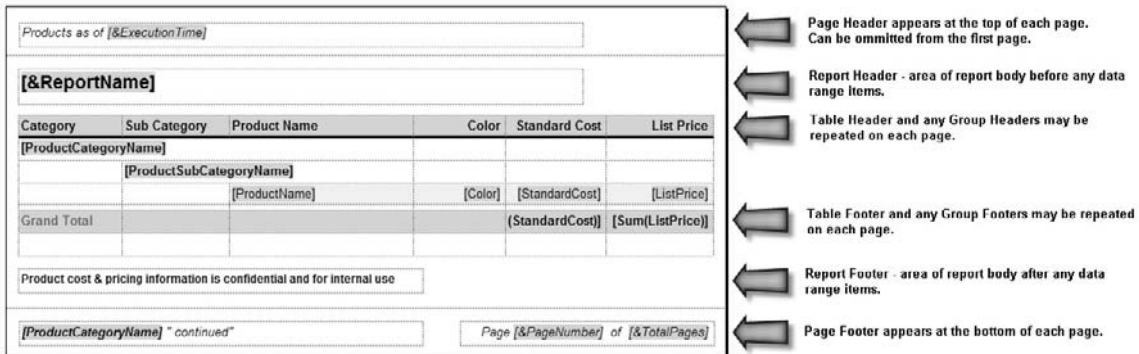 Products as of [&ExecutionTime]
Page Header appears at the top of each page.
Can be ommitted from the first page.
[&ReportName]
Report Header - area of report body before any data
range items.
Category Sub Category Product Name Color Standard Cost List Price
Table Header and any Group Headers may be
repeated on each page.
[ProductCategoryName]
[ProductSubCategoryName]
[ProductName] [Color] [StandardCost] [ListPrice]
Grand Total (StandardCost)] [Sum(ListPrice)]
Table Footer and any Group Footers may be repeated
on each page.
Product cost & pricing information is confidential and for internal use
Report Footer - area of report body after any data
range items.
[ProductCategoryName] " continued" Page [&PageNumber] of [&TotalPages]
Page Footer appears at the bottom of each page.